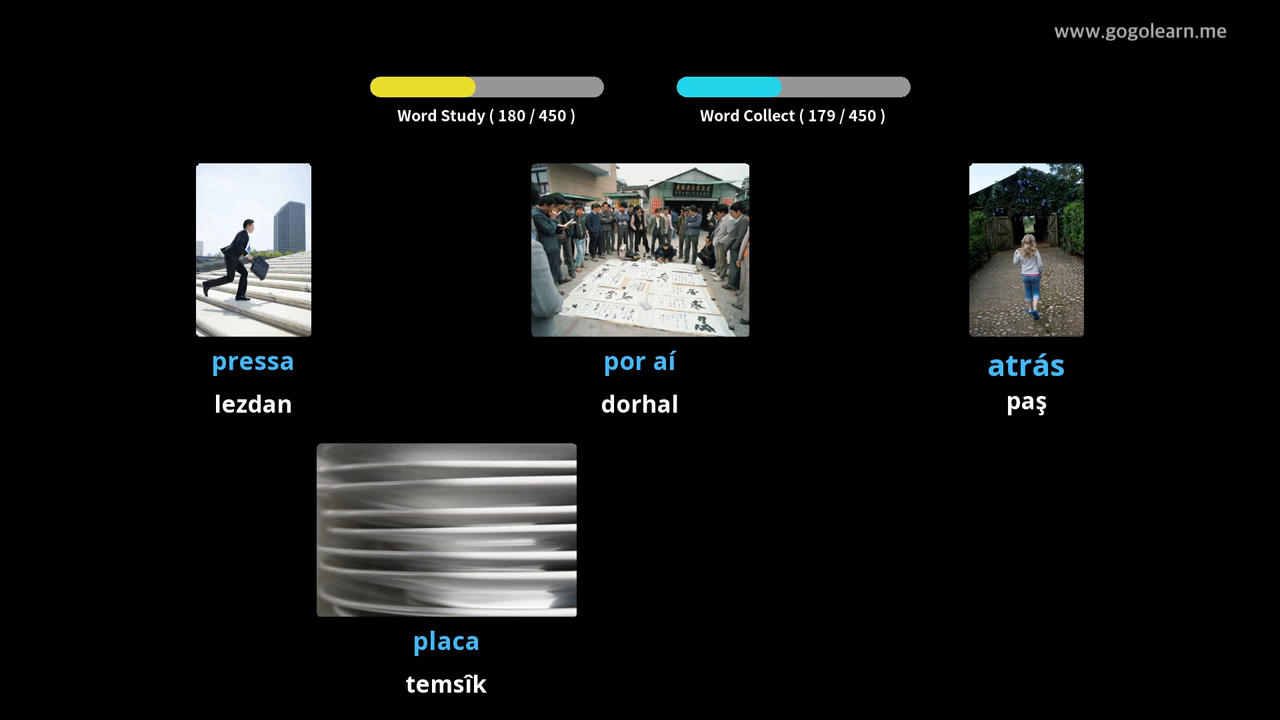 www.gogolearn.me
Word Study ( 180 / 450 )
Word Collect ( 179 / 450 )
pressa
lezdan
por aí
dorhal
atrás
paş
placa
temsîk